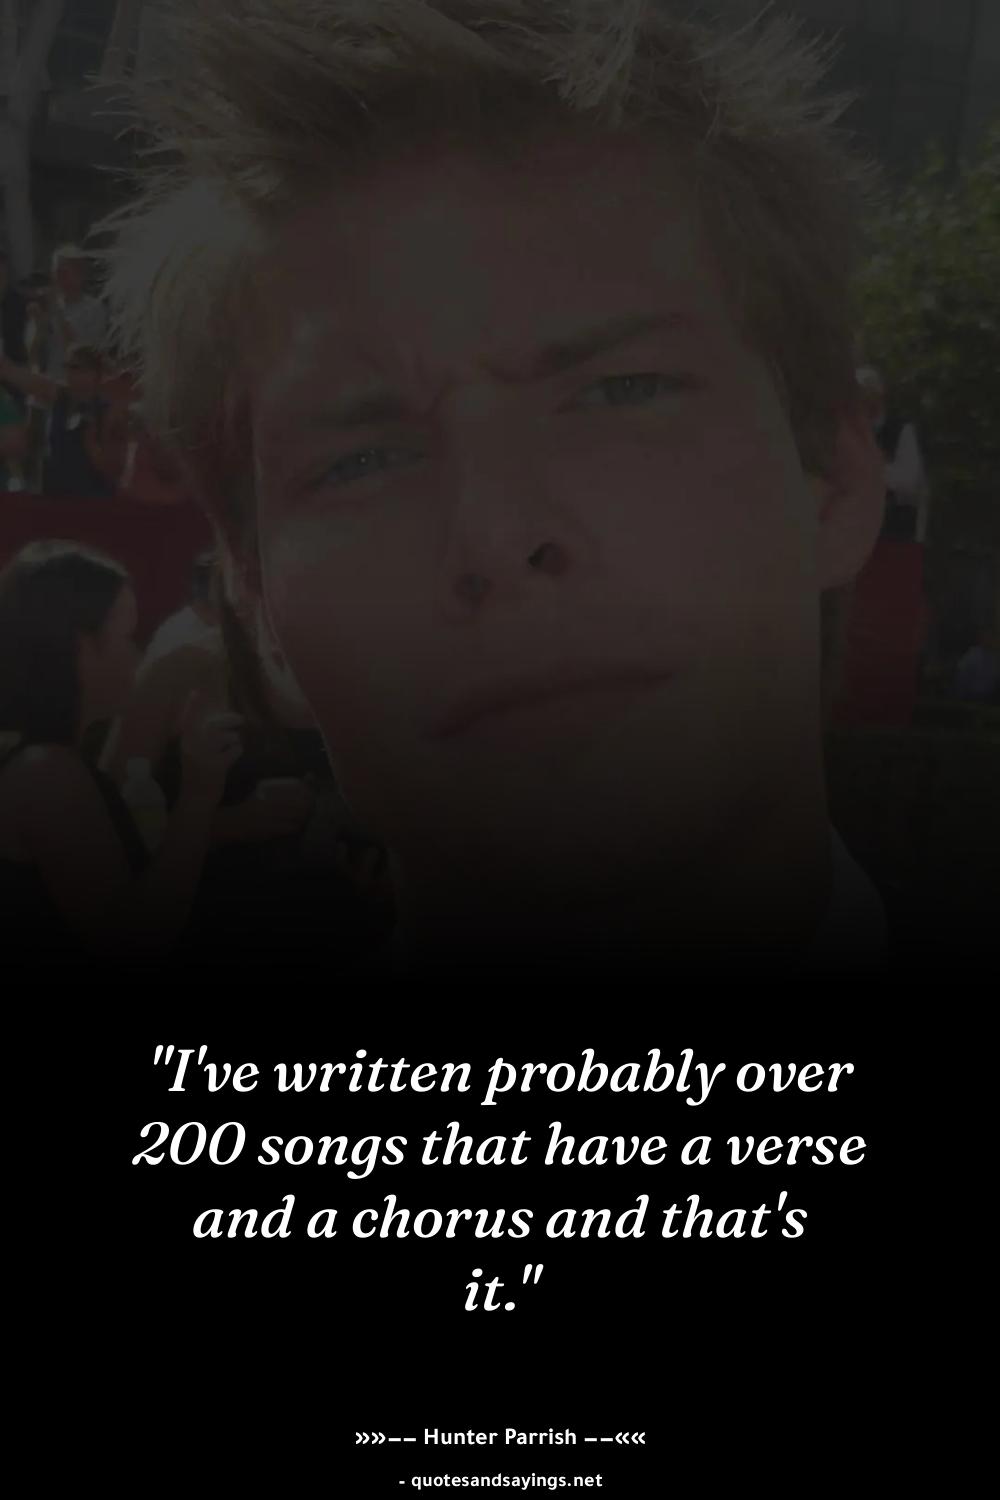 "I've written probably over
200 songs that have a verse
and a chorus and that's
it."
»»−− Hunter Parrish −−««
- quotesandsayings.net